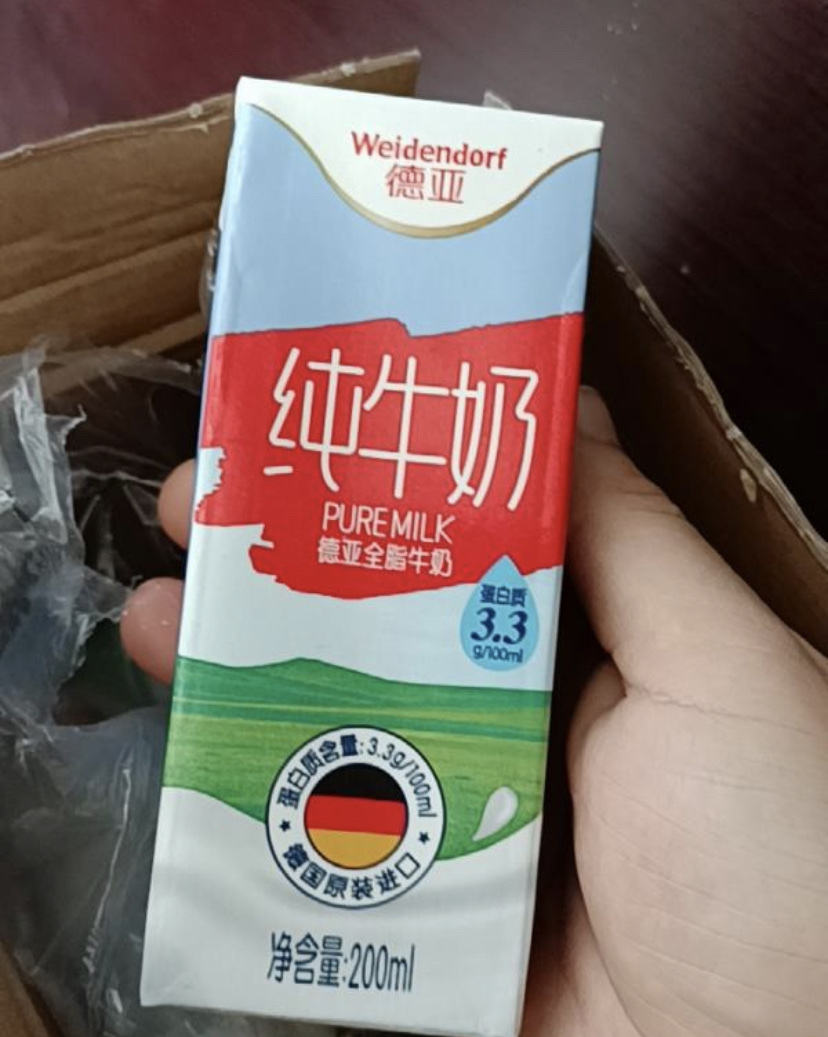 Weidendorf
德亚
纯牛奶
PURE MILK
德亚全脂牛奶
蛋白质
3.3
g/100ml
蛋白质含量:3.3g/100ml
德国原装进口
净含量:200ml